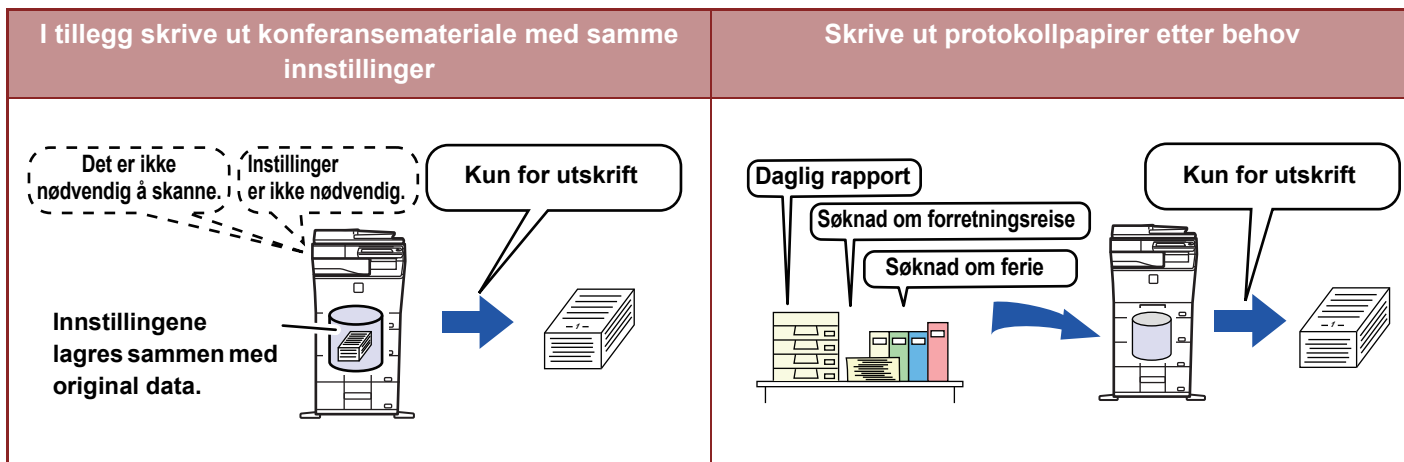 I tillegg skrive ut konferansemateriale med samme
innstillinger
Skrive ut protokollpapirer etter behov
Det er ikke
nødvendig å skanne.
Instillinger
er ikke nødvendig.
Kun for utskrift
Innstillingene
lagres sammen med
original data.
-1-
Daglig rapport
Søknad om forretningsreise
Søknad om ferie
Kun for utskrift
-1-